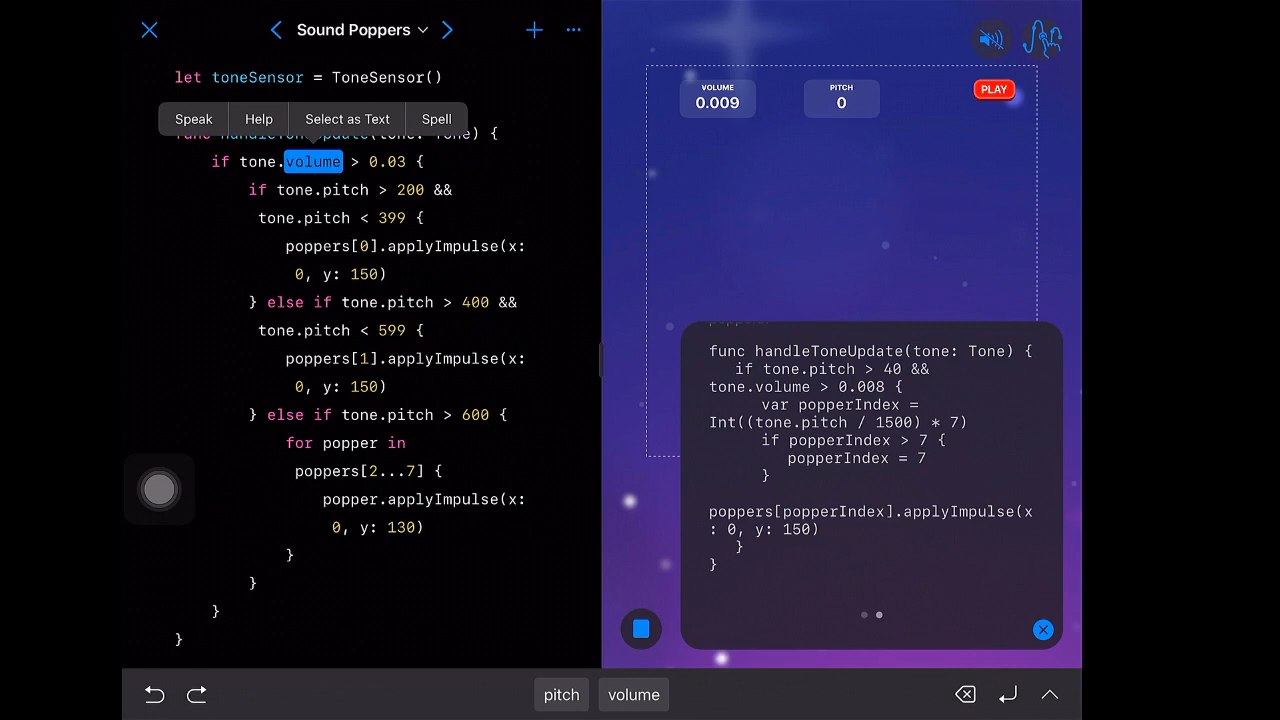 Sound Poppers
let toneSensor = ToneSensor()
Speak Help Select as Text Spell
func handleToneUpdate(tone: Tone) {
if tone.volume > 0.03 {
if tone.pitch > 200 &&
tone.pitch < 399 {
poppers[0].applyImpulse(x:
0, y: 150)
} else if tone.pitch > 400 &&
tone.pitch < 599 {
poppers[1].applyImpulse(x:
0, y: 150)
} else if tone.pitch > 600 {
for popper in
poppers[2...7] {
popper.applyImpulse(x:
0, y: 130)
}
}
}
}
pitch volume
VOLUME
0.009
PITCH
0
PLAY
func handleToneUpdate(tone: Tone) {
if tone.pitch > 40 &&
tone.volume > 0.008 {
var popperIndex =
Int((tone.pitch / 1500) * 7)
if popperIndex > 7 {
popperIndex = 7
}
poppers[popperIndex].applyImpulse(x
: 0, y: 150)
}
}